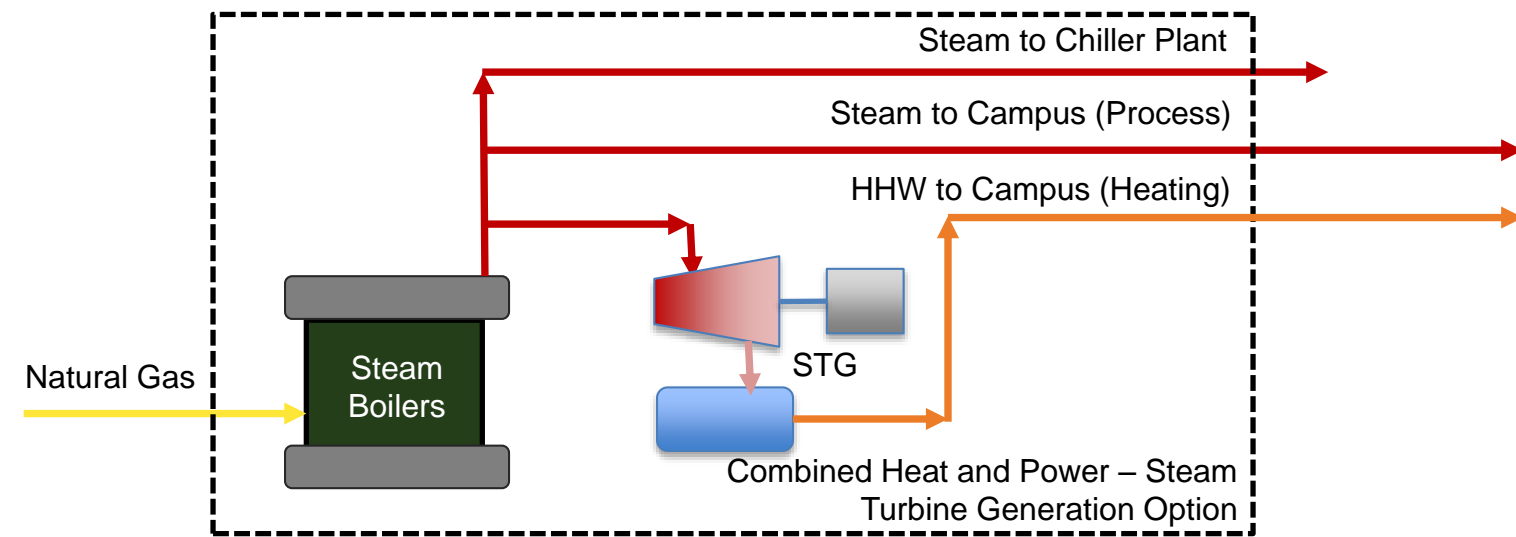 Steam to Chiller Plant
Steam to Campus (Process)
HHW to Campus (Heating)
Natural Gas
Steam
Boilers
STG
Combined Heat and Power – Steam
Turbine Generation Option